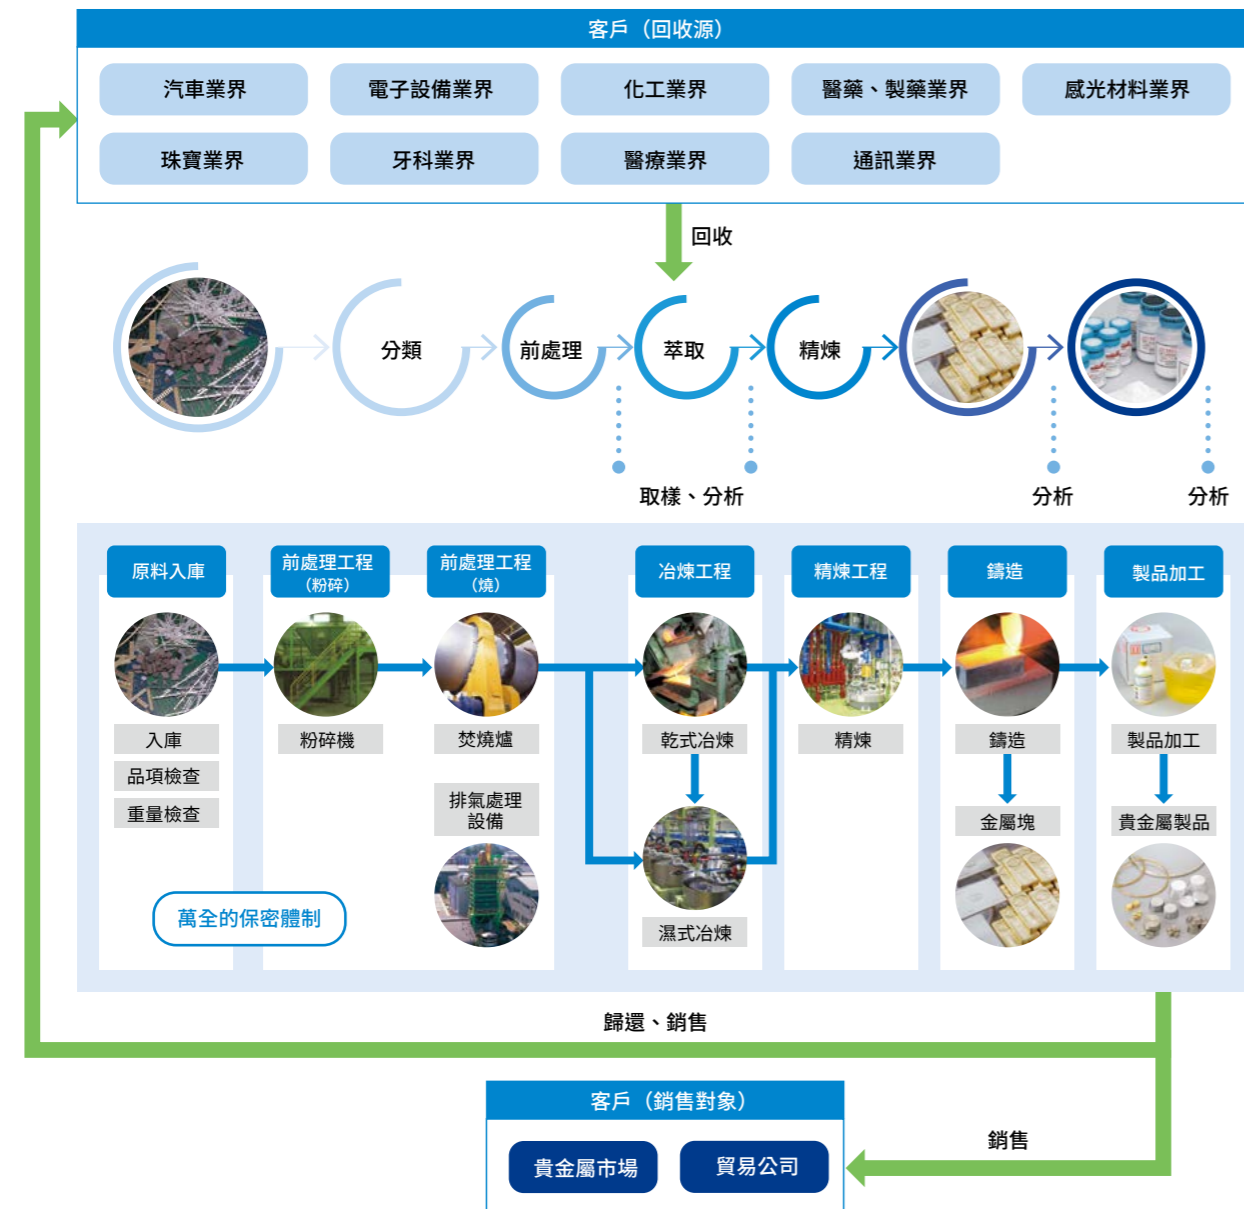 客戶（回收源）
汽車業界
電子設備業界
化工業界
醫藥、製藥業界
感光材料業界
珠寶業界
牙科業界
醫療業界
通訊業界
回收
分類
前處理
萃取
精煉
取樣、分析
分析
分析
原料入庫
前處理工程
（粉碎）
前處理工程
（燒）
冶煉工程
精煉工程
鑄造
製品加工
入庫
粉碎機
焚燒爐
乾式冶煉
精煉
鑄造
製品加工
品項檢查
重量檢查
排氣處理
設備
金屬塊
貴金屬製品
萬全的保密體制
濕式冶煉
歸還、銷售
客戶（銷售對象）
銷售
貴金屬市場
貿易公司